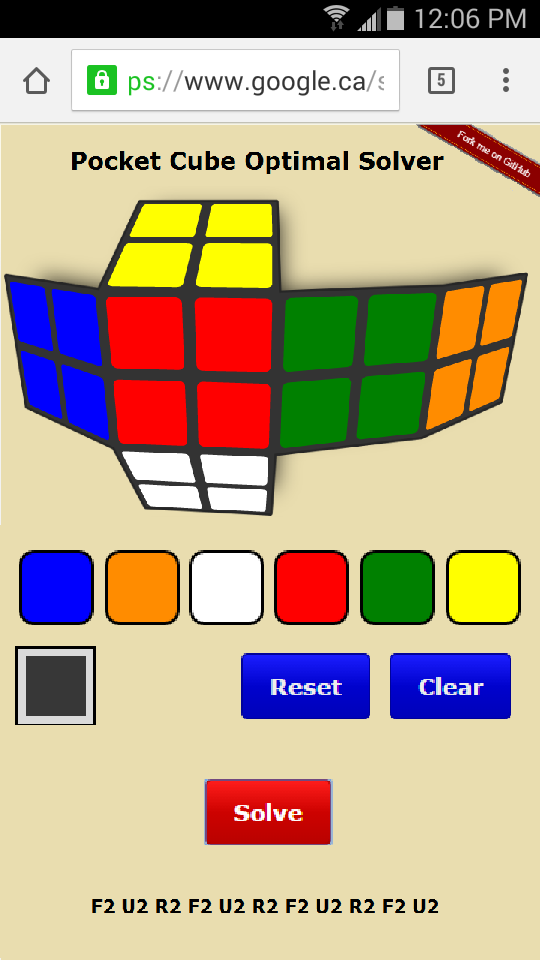 12:06 PM
ps://www.google.ca/s
5
Fork me on GitHub
Pocket Cube Optimal Solver
Reset Clear
Solve
F2 U2 R2 F2 U2 R2 F2 U2 R2 F2 U2